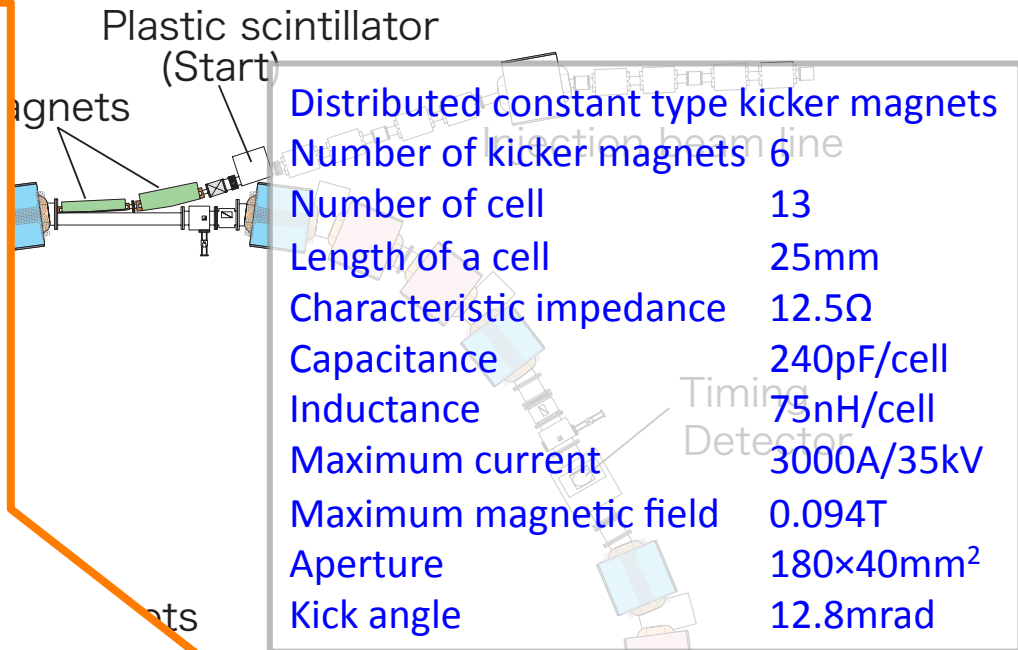 Plastic scintillator
(Start)
agnets
Distributed constant type kicker magnets
Injection beam line
Number of kicker magnets 6
Number of cell 13
Length of a cell 25mm
Characteristic impedance 12.5Ω
Capacitance 240pF/cell
Timing
Inductance 75nH/cell
Detector
Maximum current 3000A/35kV
Maximum magnetic field 0.094T
Aperture 180×40mm²
Kick angle 12.8mrad
ets